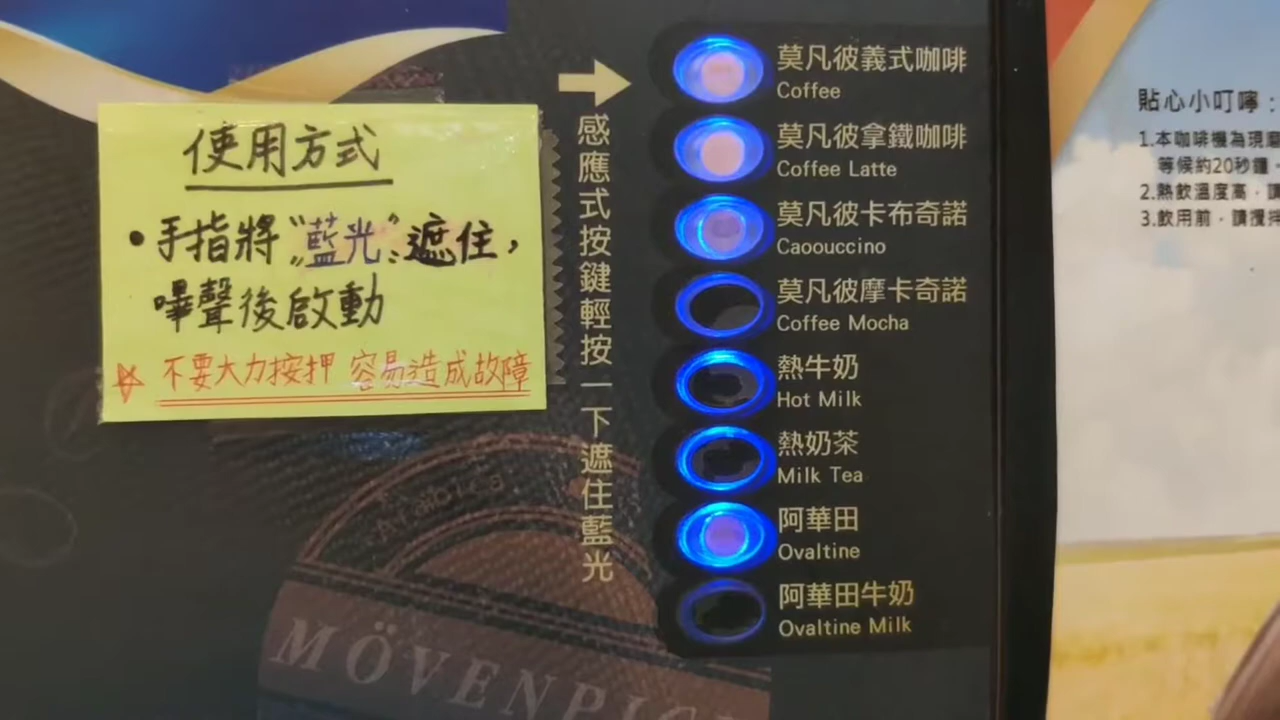 使用方式
•手指將"藍光"遮住,
嗶聲後啟動
不要大力按押 容易造成故障
感應式按鍵輕按一下遮住藍光
莫凡彼義式咖啡
Coffee
莫凡彼拿鐵咖啡
Coffee Latte
莫凡彼卡布奇諾
Caoouccino
莫凡彼摩卡奇諾
Coffee Mocha
熱牛奶
Hot Milk
熱奶茶
Milk Tea
阿華田
Ovaltine
阿華田牛奶
Ovaltine Milk
Arabica
MÖVENPIC
貼心小叮嚀:
1.本咖啡機為現
等候約20秒鐘
2.熱飲溫度高,
3.飲用前,請攪